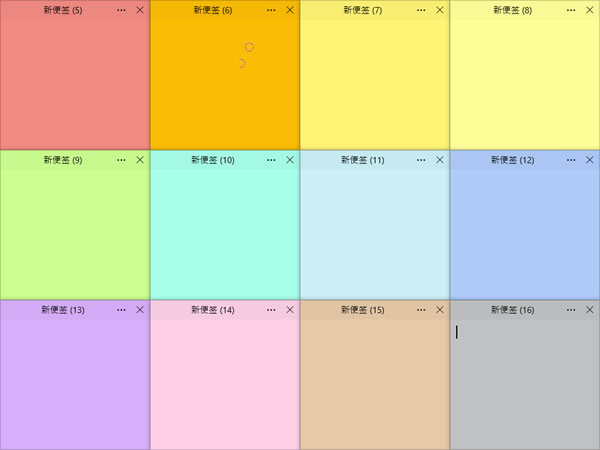 新便签 (5)
新便签 (6)
新便签 (7)
新便签 (8)
新便签 (9)
新便签 (10)
新便签 (11)
新便签 (12)
新便签 (13)
新便签 (14)
新便签 (15)
新便签 (16)